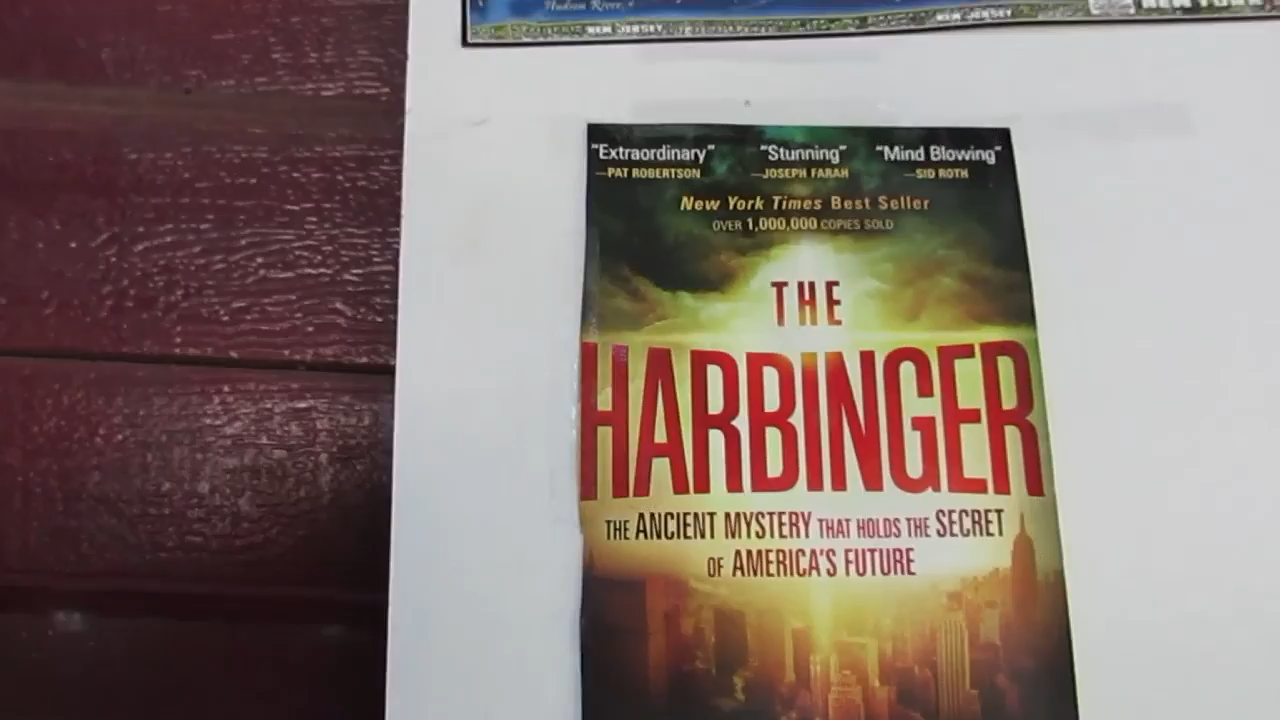 Hudson River
NEW JERSEY
NEW JERSEY
NEW YORK
"Extraordinary" "Stunning" "Mind Blowing"
—PAT ROBERTSON —JOSEPH FARAH —SID ROTH
New York Times Best Seller
OVER 1,000,000 COPIES SOLD
THE
HARBINGER
THE ANCIENT MYSTERY THAT HOLDS THE SECRET
OF AMERICA'S FUTURE